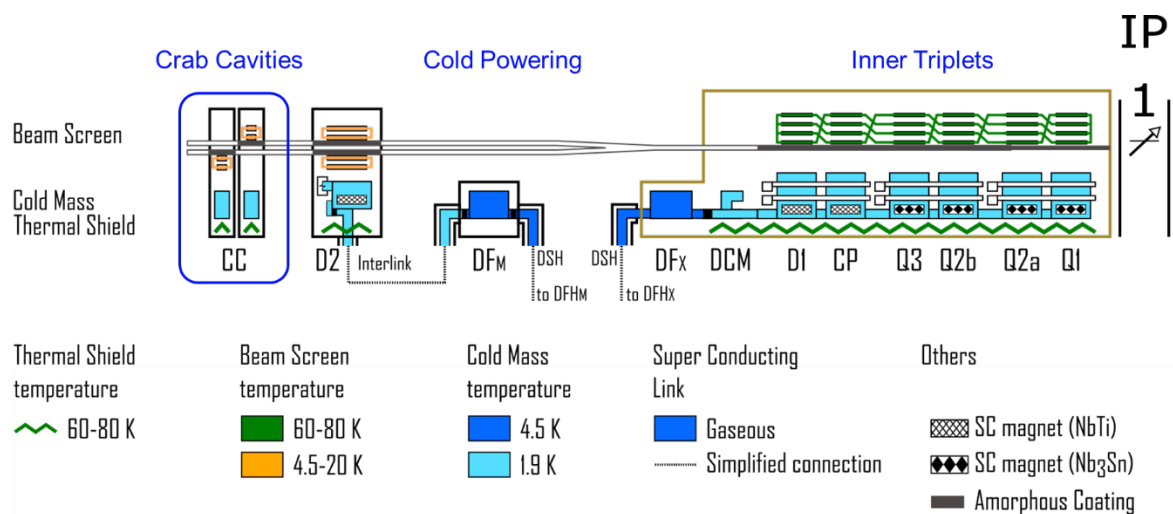 IP
Crab Cavities
Cold Powering
Inner Triplets
1
Beam Screen
Cold Mass
Thermal Shield
CC
D2
Interlink
DFM
DSH
to DFHM
DSH
to DFHX
DFX
DCM
D1
CP
Q3
Q2b
Q2a
Q1
Thermal Shield
temperature
60-80 K
Beam Screen
temperature
60-80 K
4.5-20 K
Cold Mass
temperature
4.5 K
1.9 K
Super Conducting
Link
Gaseous
Simplified connection
Others
SC magnet (NbTi)
SC magnet (Nb₃Sn)
Amorphous Coating